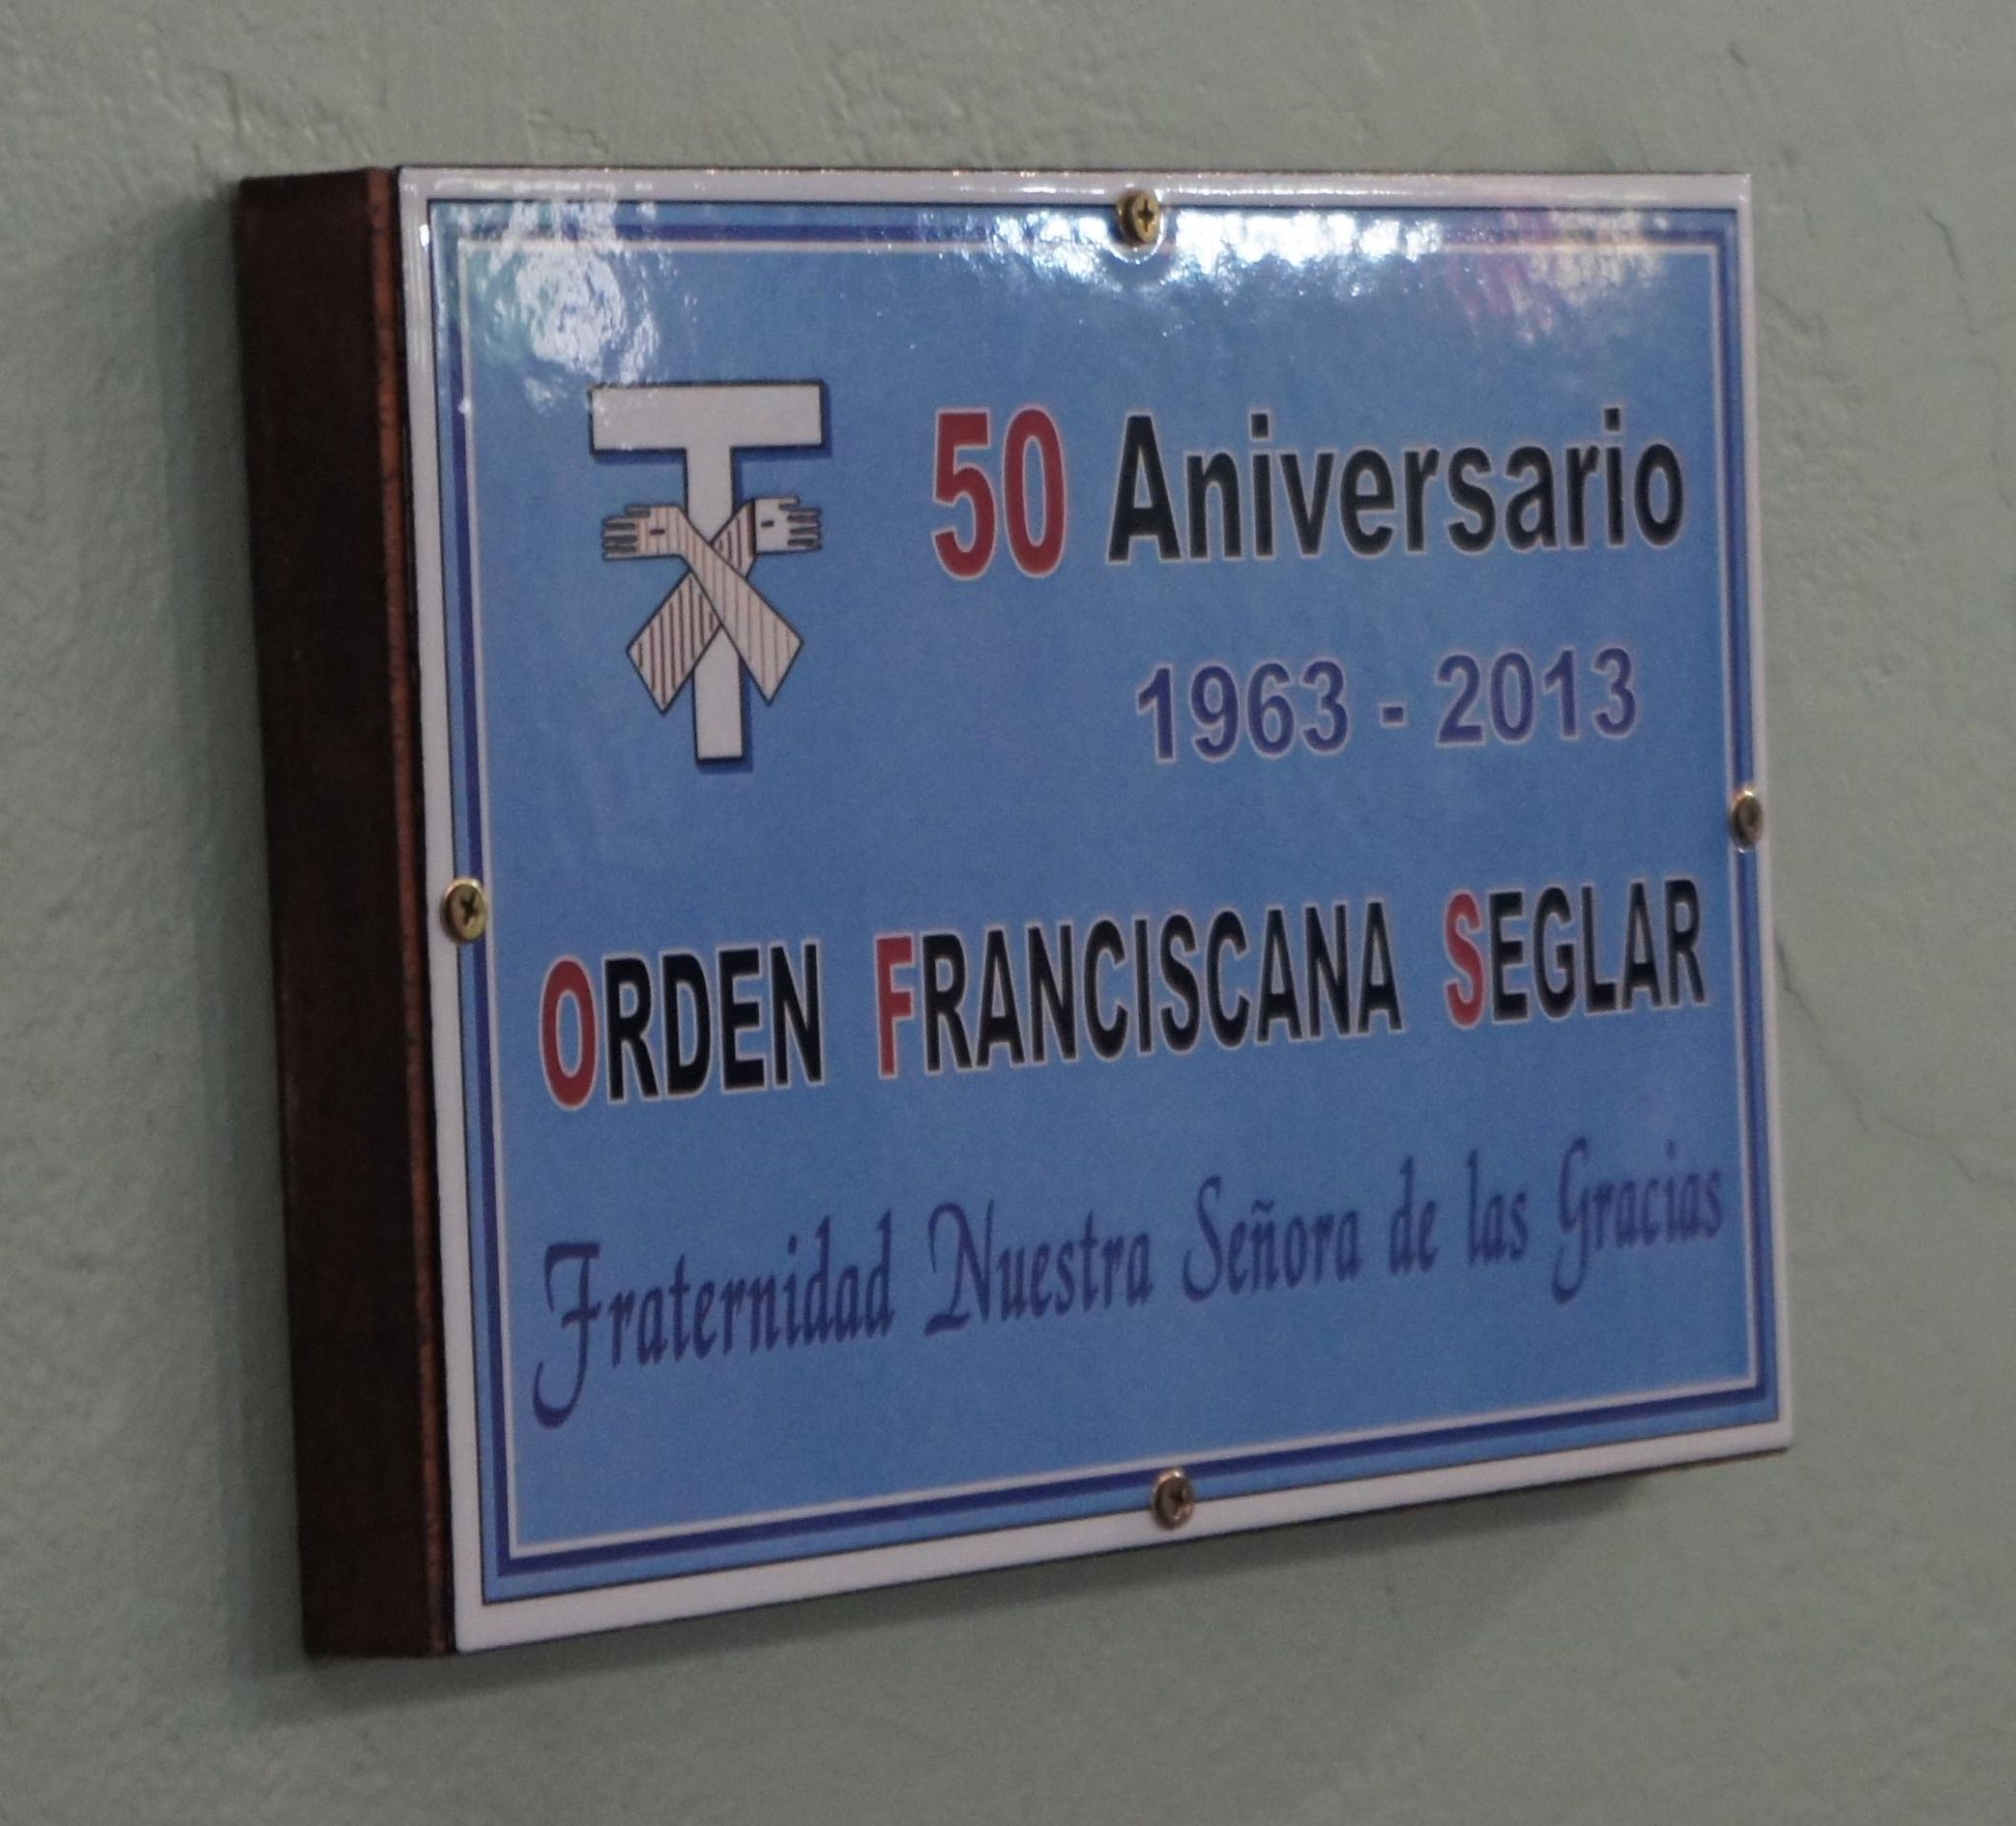 50 Aniversario
1963 - 2013
ORDEN FRANCISCANA SEGLAR
Fraternidad Nuestra Señora de las Gracias